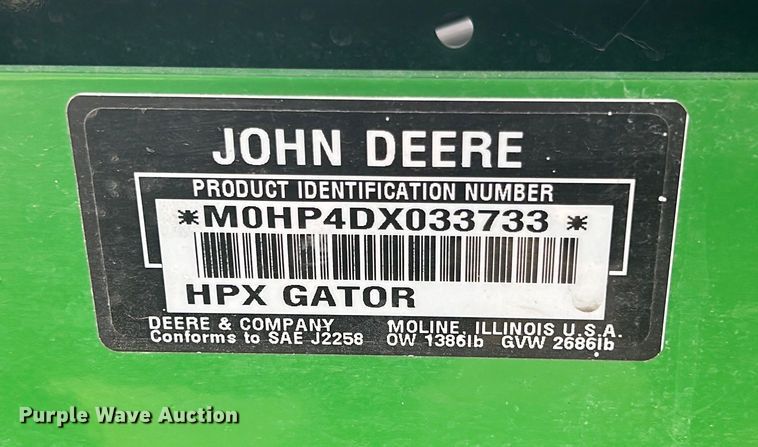 JOHN DEERE
PRODUCT IDENTIFICATION NUMBER
*M0HP4DX033733*
HPX GATOR
DEERE & COMPANY MOLINE, ILLINOIS U.S.A.
Conforms to SAE J2258 OW 1386lb GVW 2686lb
Purple Wave Auction